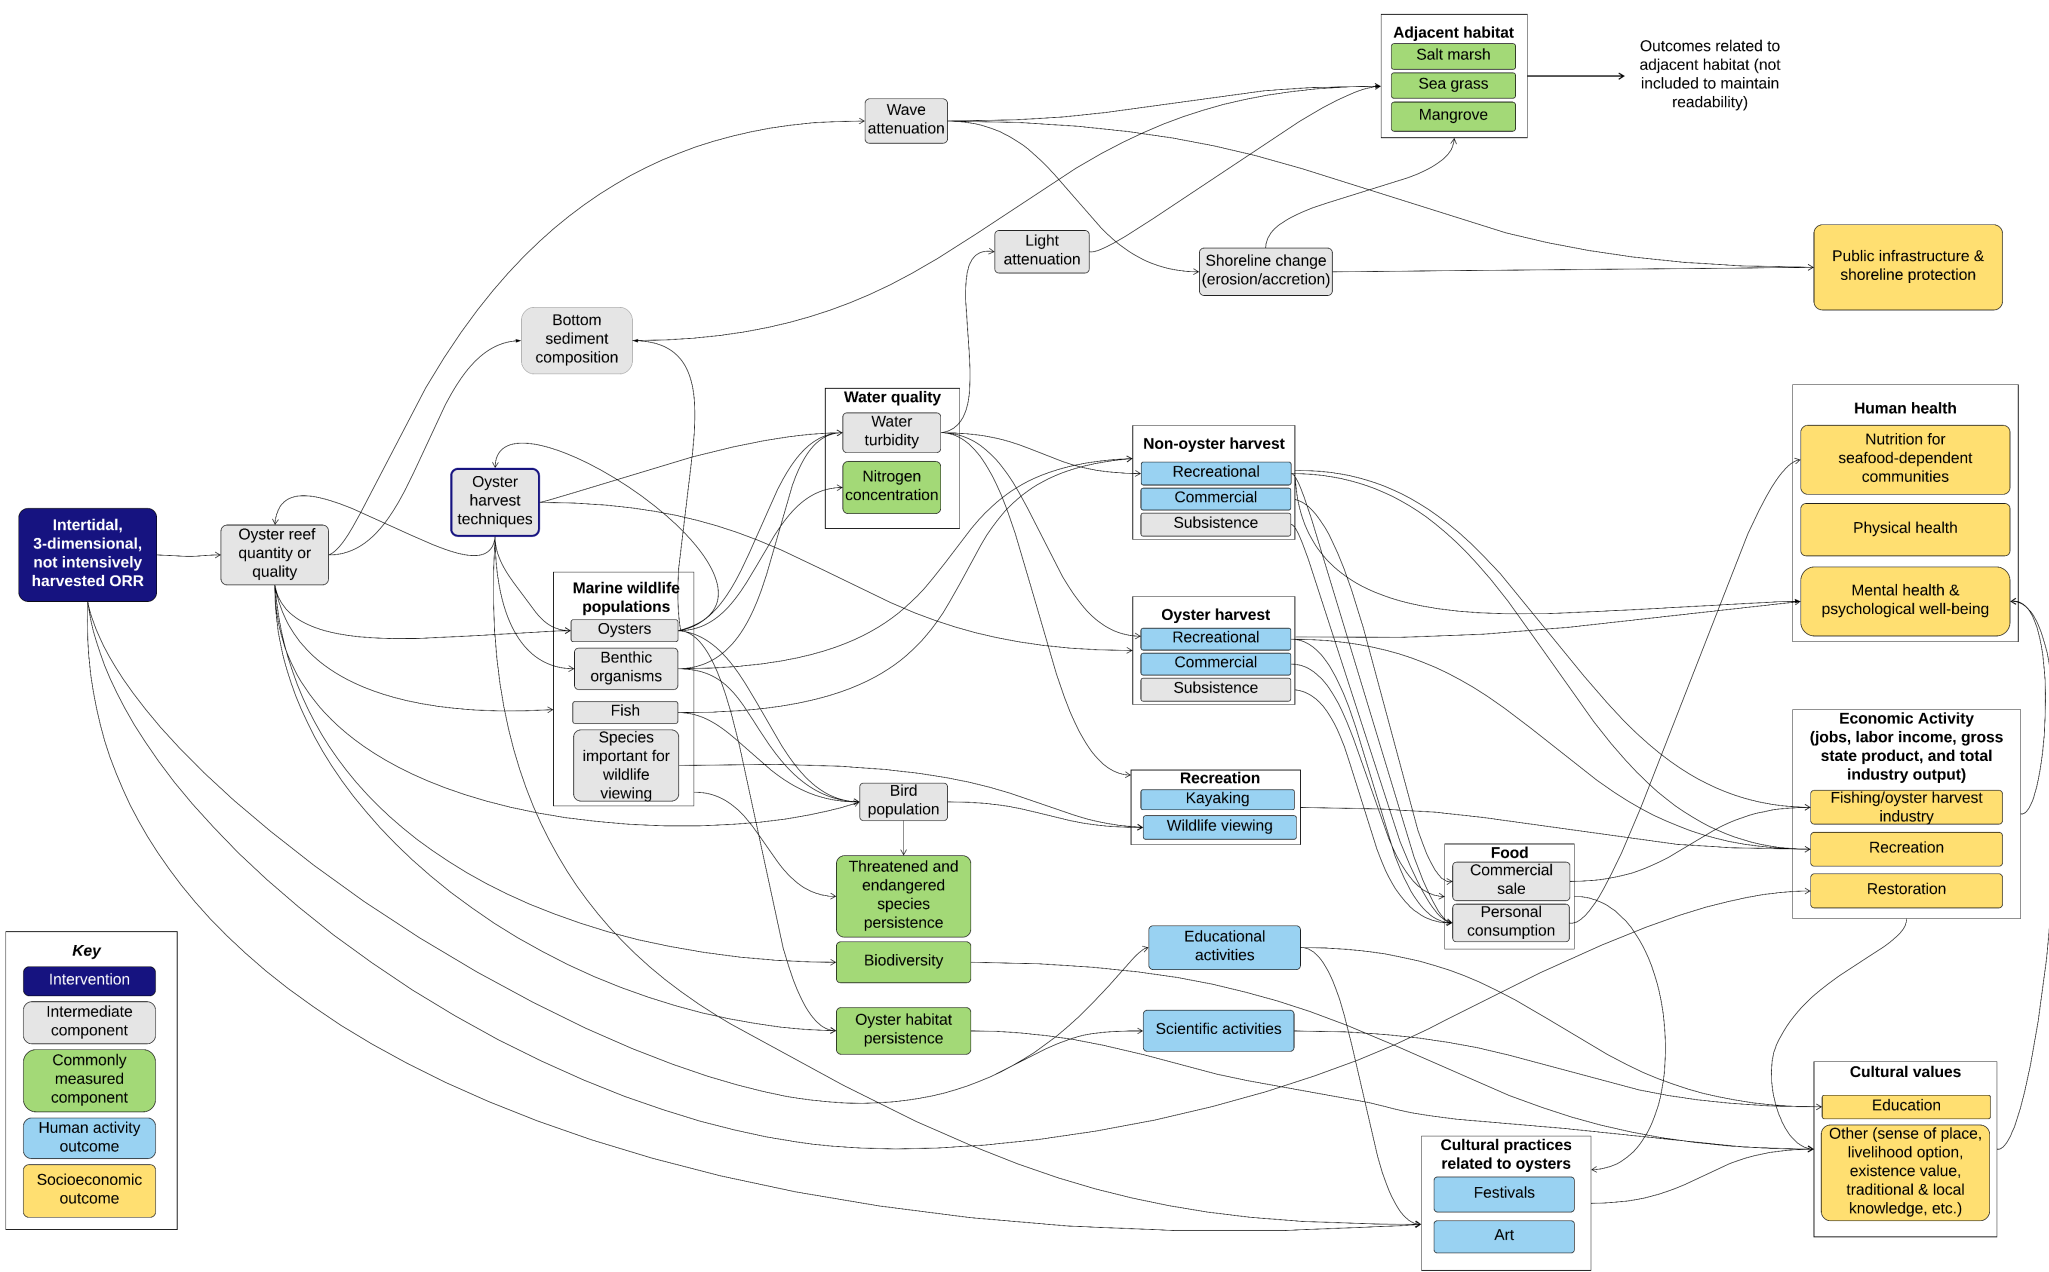 Adjacent habitat
Salt marsh
Sea grass
Mangrove
Outcomes related to
adjacent habitat (not
included to maintain
readability)
Wave
attenuation
Light
attenuation
Shoreline change
(erosion/accretion)
Public infrastructure &
shoreline protection
Bottom
sediment
composition
Water quality
Water
turbidity
Nitrogen
concentration
Oyster
harvest
techniques
Intertidal,
3-dimensional,
not intensively
harvested ORR
Oyster reef
quantity or
quality
Marine wildlife
populations
Oysters
Benthic
organisms
Fish
Species
important for
wildlife
viewing
Non-oyster harvest
Recreational
Commercial
Subsistence
Oyster harvest
Recreational
Commercial
Subsistence
Human health
Nutrition for
seafood-dependent
communities
Physical health
Mental health &
psychological well-being
Recreation
Kayaking
Wildlife viewing
Bird
population
Threatened and
endangered
species
persistence
Biodiversity
Oyster habitat
persistence
Educational
activities
Scientific activities
Food
Commercial
sale
Personal
consumption
Economic Activity
(jobs, labor income, gross
state product, and total
industry output)
Fishing/oyster harvest
industry
Recreation
Restoration
Cultural practices
related to oysters
Festivals
Art
Cultural values
Education
Other (sense of place,
livelihood option,
existence value,
traditional & local
knowledge, etc.)
Key
Intervention
Intermediate
component
Commonly
measured
component
Human activity
outcome
Socioeconomic
outcome